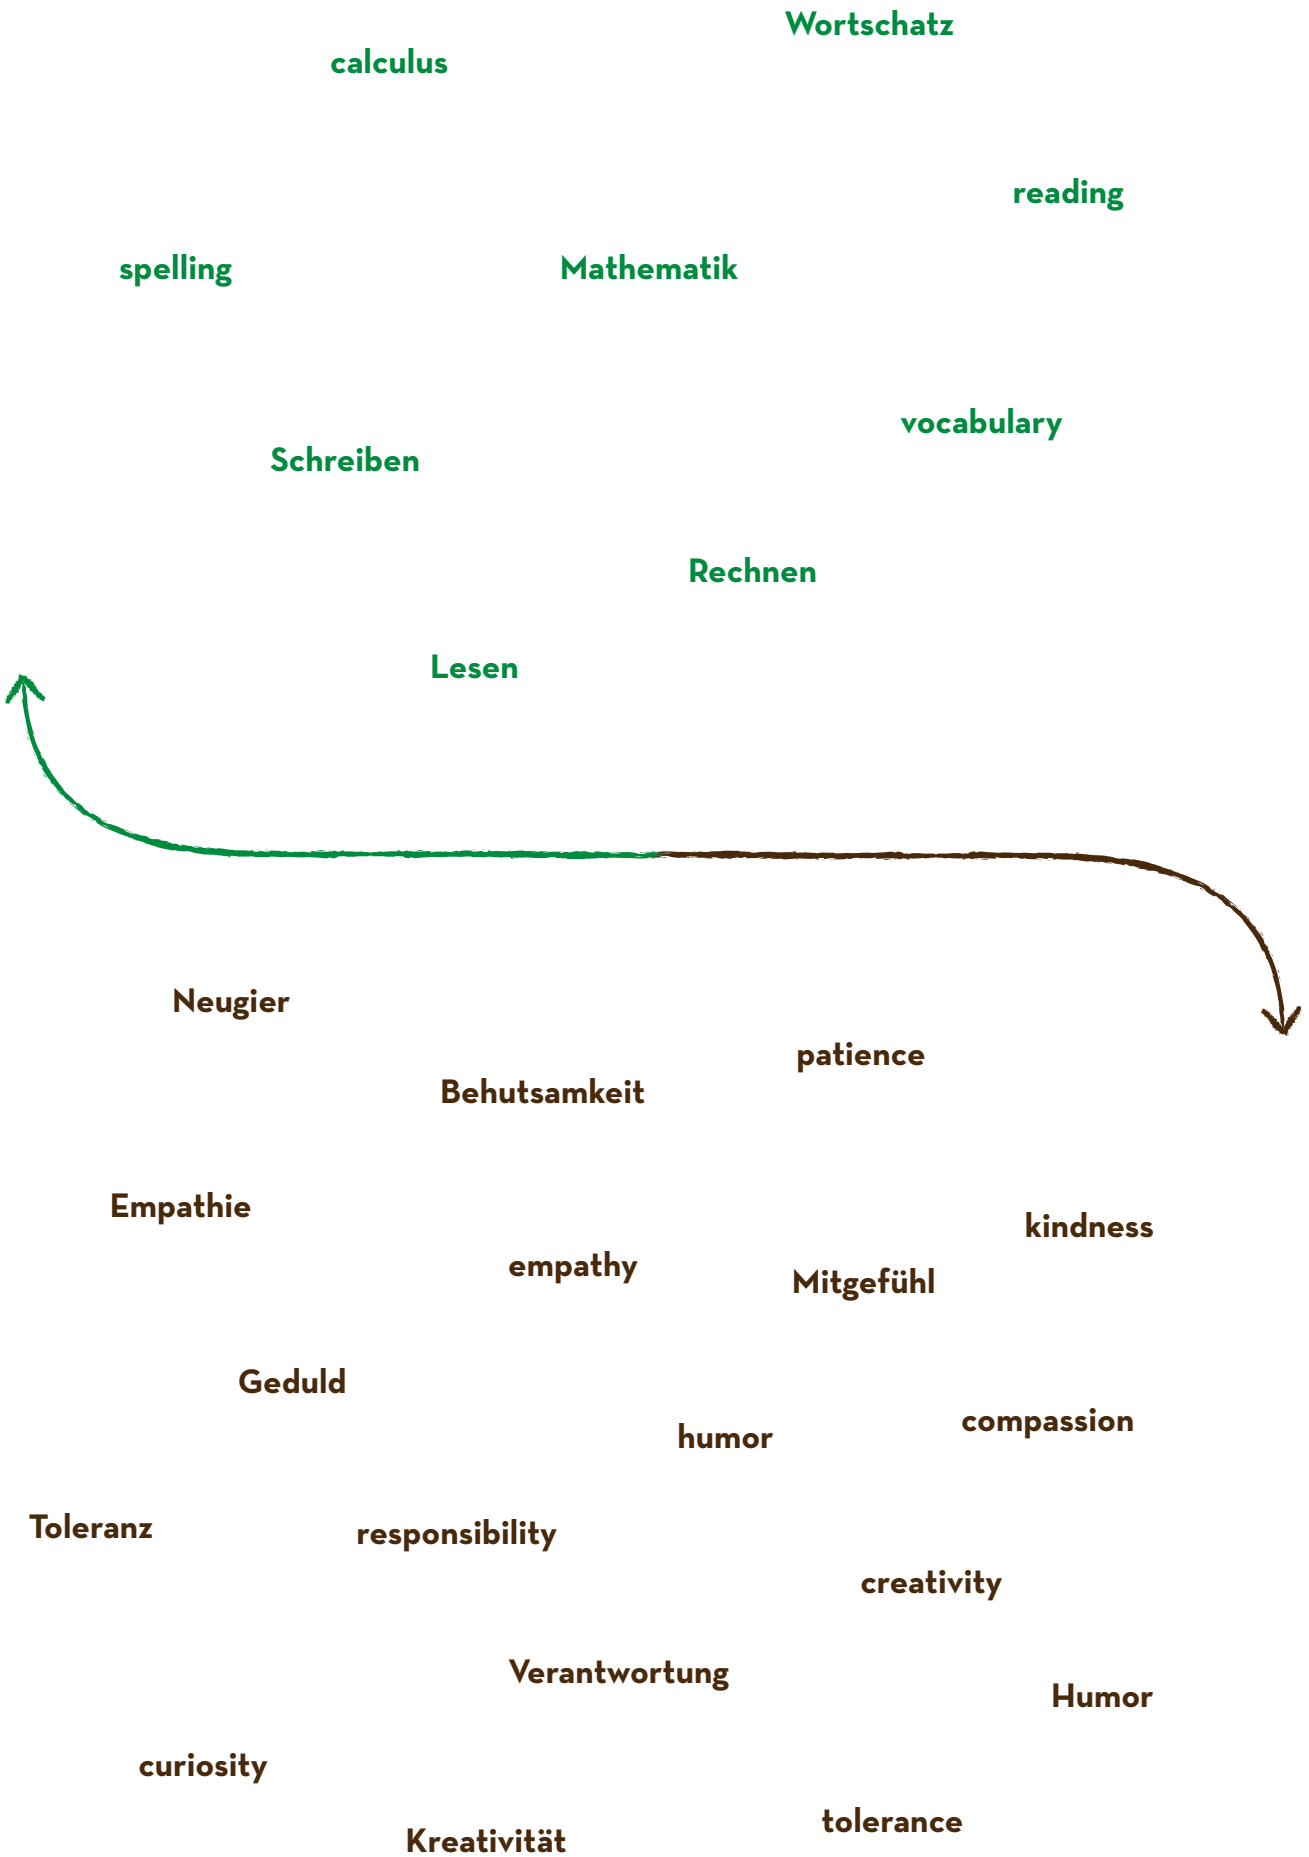 Wortschatz
calculus
reading
spelling
Mathematik
vocabulary
Schreiben
Rechnen
Lesen
Neugier
patience
Behutsamkeit
Empathie
kindness
empathy
Mitgefühl
Geduld
compassion
humor
Toleranz
responsibility
creativity
Verantwortung
Humor
curiosity
tolerance
Kreativität